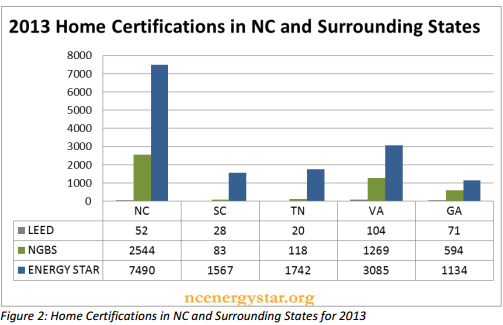 2013 Home Certifications in NC and Surrounding States
8000
7000
6000
5000
4000
3000
2000
1000
0
NC SC TN VA GA
LEED 52 28 20 104 71
NGBS 2544 83 118 1269 594
ENERGY STAR 7490 1567 1742 3085 1134
ncenergystar.org
Figure 2: Home Certifications in NC and Surrounding States for 2013